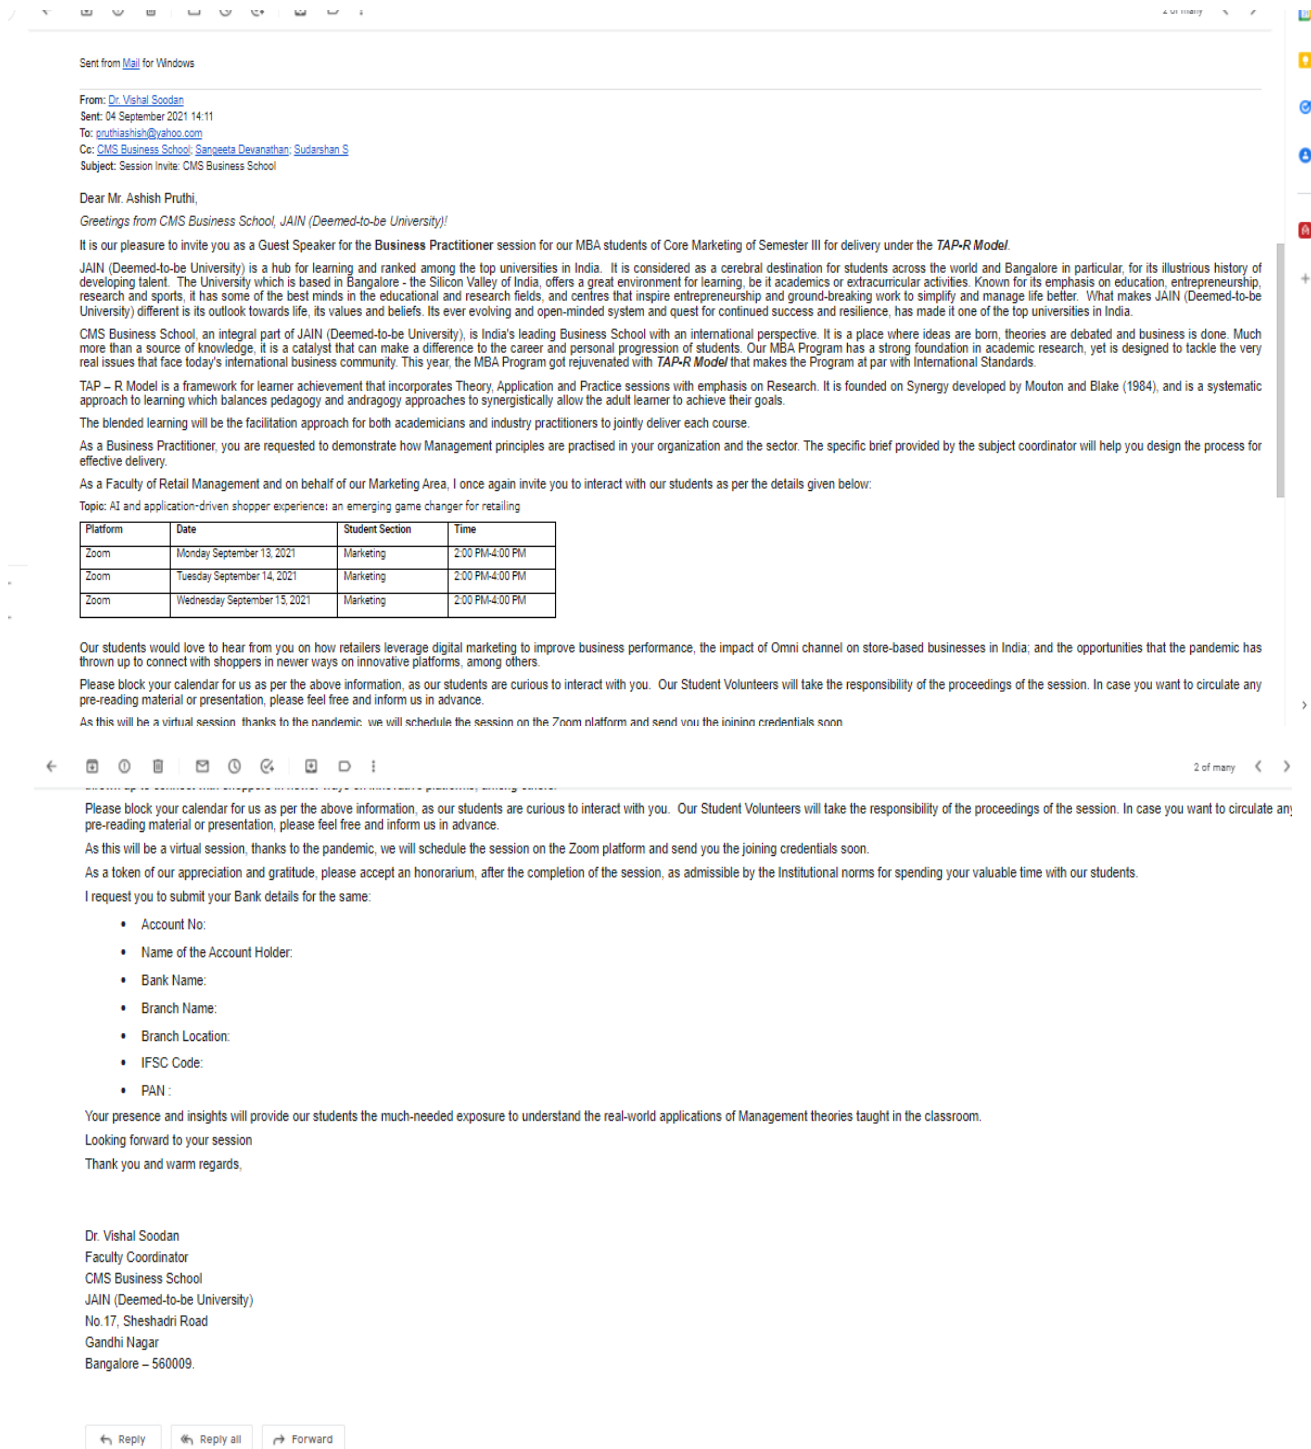 2 of many
Sent from Mail for Windows
From: Dr. Vishal Soodan
Sent: 04 September 2021 14:11
To: pruthiashish@yahoo.com
Cc: CMS Business School; Sangeeta Devanathan; Sudarshan S
Subject: Session Invite: CMS Business School
Dear Mr. Ashish Pruthi,
Greetings from CMS Business School, JAIN (Deemed-to-be University)!
It is our pleasure to invite you as a Guest Speaker for the Business Practitioner session for our MBA students of Core Marketing of Semester III for delivery under the TAP-R Model.
JAIN (Deemed-to-be University) is a hub for learning and ranked among the top universities in India. It is considered as a cerebral destination for students across the world and Bangalore in particular, for its illustrious history of
developing talent. The University which is based in Bangalore - the Silicon Valley of India, offers a great environment for learning, be it academics or extracurricular activities. Known for its emphasis on education, entrepreneurship,
research and sports, it has some of the best minds in the educational and research fields, and centres that inspire entrepreneurship and ground-breaking work to simplify and manage life better. What makes JAIN (Deemed-to-be
University) different is its outlook towards life, its values and beliefs. Its ever evolving and open-minded system and quest for continued success and resilience, has made it one of the top universities in India.
CMS Business School, an integral part of JAIN (Deemed-to-be University), is India's leading Business School with an international perspective. It is a place where ideas are born, theories are debated and business is done. Much
more than a source of knowledge, it is a catalyst that can make a difference to the career and personal progression of students. Our MBA Program has a strong foundation in academic research, yet is designed to tackle the very
real issues that face today's international business community. This year, the MBA Program got rejuvenated with TAP-R Model that makes the Program at par with International Standards.
TAP – R Model is a framework for learner achievement that incorporates Theory, Application and Practice sessions with emphasis on Research. It is founded on Synergy developed by Mouton and Blake (1984), and is a systematic
approach to learning which balances pedagogy and andragogy approaches to synergistically allow the adult learner to achieve their goals.
The blended learning will be the facilitation approach for both academicians and industry practitioners to jointly deliver each course.
As a Business Practitioner, you are requested to demonstrate how Management principles are practised in your organization and the sector. The specific brief provided by the subject coordinator will help you design the process for
effective delivery.
As a Faculty of Retail Management and on behalf of our Marketing Area, I once again invite you to interact with our students as per the details given below:
Topic: AI and application-driven shopper experience: an emerging game changer for retailing
Platform Date Student Section Time
Zoom Monday September 13, 2021 Marketing 2:00 PM-4:00 PM
Zoom Tuesday September 14, 2021 Marketing 2:00 PM-4:00 PM
Zoom Wednesday September 15, 2021 Marketing 2:00 PM-4:00 PM
Our students would love to hear from you on how retailers leverage digital marketing to improve business performance, the impact of Omni channel on store-based businesses in India; and the opportunities that the pandemic has
thrown up to connect with shoppers in newer ways on innovative platforms, among others.
Please block your calendar for us as per the above information, as our students are curious to interact with you. Our Student Volunteers will take the responsibility of the proceedings of the session. In case you want to circulate any
pre-reading material or presentation, please feel free and inform us in advance.
As this will be a virtual session, thanks to the pandemic, we will schedule the session on the Zoom platform and send you the joining credentials soon
2 of many
thrown up to connect with shoppers in newer ways on innovative platforms, among others.
Please block your calendar for us as per the above information, as our students are curious to interact with you. Our Student Volunteers will take the responsibility of the proceedings of the session. In case you want to circulate any
pre-reading material or presentation, please feel free and inform us in advance.
As this will be a virtual session, thanks to the pandemic, we will schedule the session on the Zoom platform and send you the joining credentials soon.
As a token of our appreciation and gratitude, please accept an honorarium, after the completion of the session, as admissible by the Institutional norms for spending your valuable time with our students.
I request you to submit your Bank details for the same:
• Account No:
• Name of the Account Holder:
• Bank Name:
• Branch Name:
• Branch Location:
• IFSC Code:
• PAN :
Your presence and insights will provide our students the much-needed exposure to understand the real-world applications of Management theories taught in the classroom.
Looking forward to your session
Thank you and warm regards,
Dr. Vishal Soodan
Faculty Coordinator
CMS Business School
JAIN (Deemed-to-be University)
No.17, Sheshadri Road
Gandhi Nagar
Bangalore – 560009.
Reply Reply all Forward